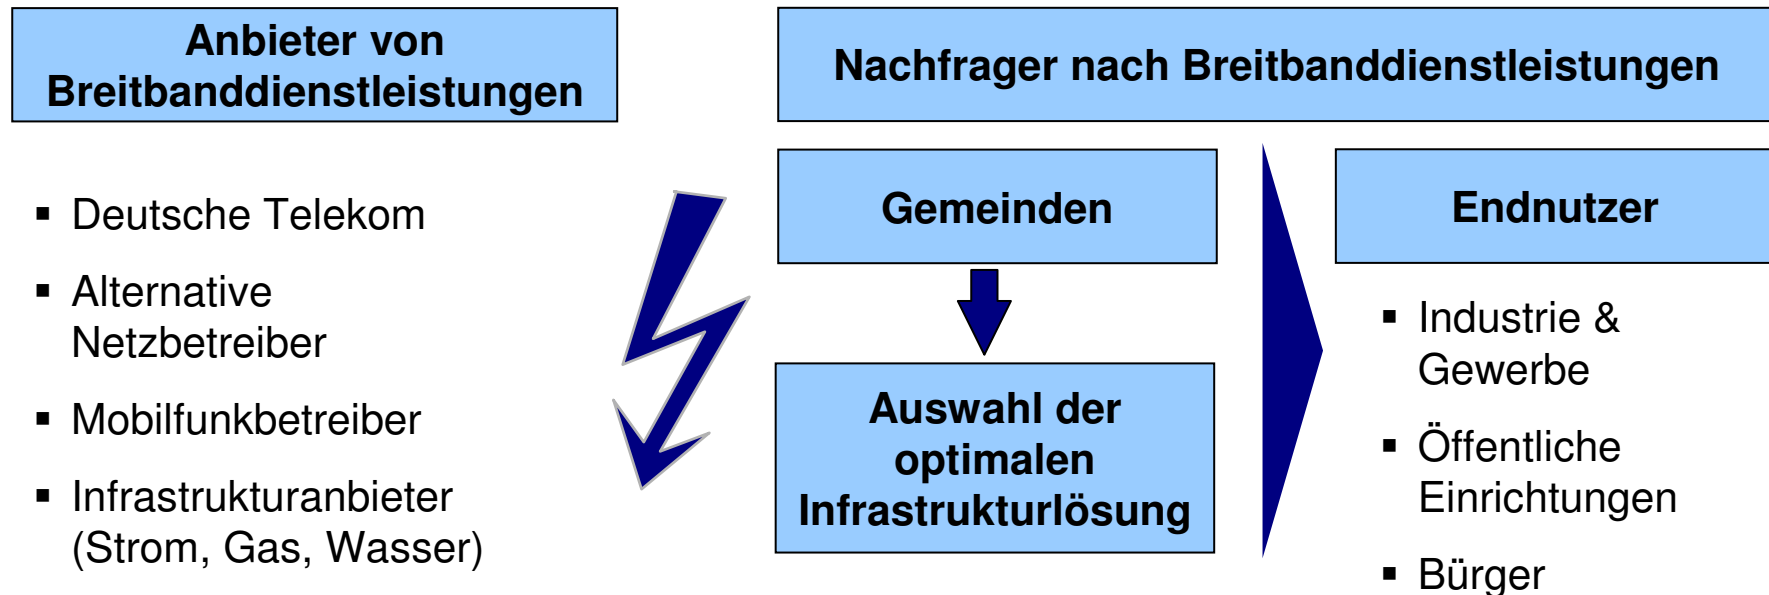 Anbieter von
Breitbanddienstleistungen
▪ Deutsche Telekom
▪ Alternative
Netzbetreiber
▪ Mobilfunkbetreiber
▪ Infrastrukturanbieter
(Strom, Gas, Wasser)
Nachfrager nach Breitbanddienstleistungen
Gemeinden
Auswahl der
optimalen
Infrastrukturlösung
Endnutzer
▪ Industrie &
Gewerbe
▪ Öffentliche
Einrichtungen
▪ Bürger